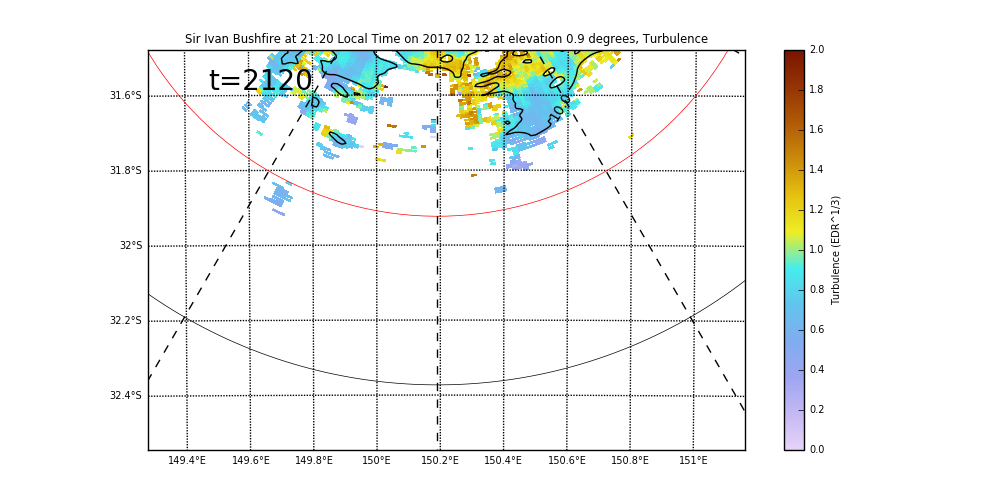 Sir Ivan Bushfire at 21:20 Local Time on 2017 02 12 at elevation 0.9 degrees, Turbulence
t=2120
31.6°S
31.8°S
32°S
32.2°S
32.4°S
149.4°E 149.6°E 149.8°E 150°E 150.2°E 150.4°E 150.6°E 150.8°E 151°E
2.0
1.8
1.6
1.4
1.2
1.0
0.8
0.6
0.4
0.2
0.0
Turbulence (EDR^1/3)